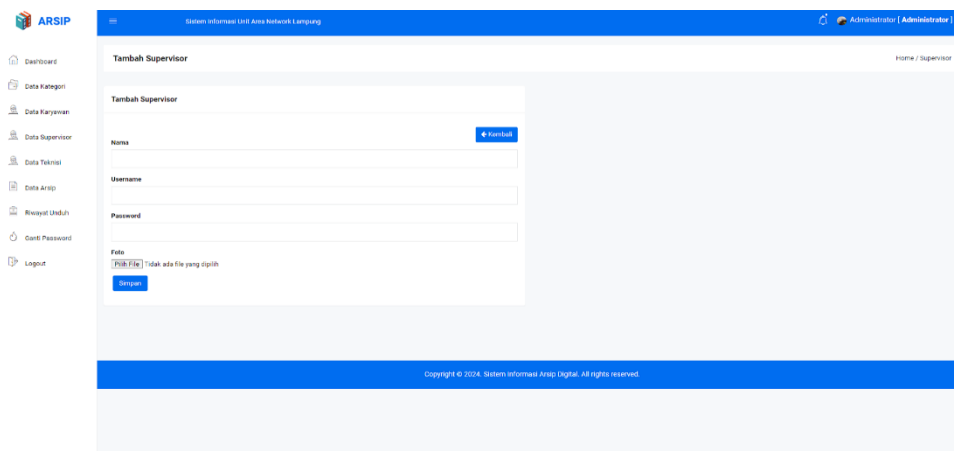 ARSIP
Sistem Informasi Unit Area Network Lampung
Administrator [ Administrator ]
Dashboard
Data Kategori
Data Karyawan
Data Supervisor
Data Teknisi
Data Arsip
Riwayat Unduh
Ganti Password
Logout
Tambah Supervisor
Home / Supervisor
Tambah Supervisor
Kembali
Nama
Username
Password
Foto
Pilih File Tidak ada file yang dipilih
Simpan
Copyright © 2024. Sistem Informasi Arsip Digital. All rights reserved.